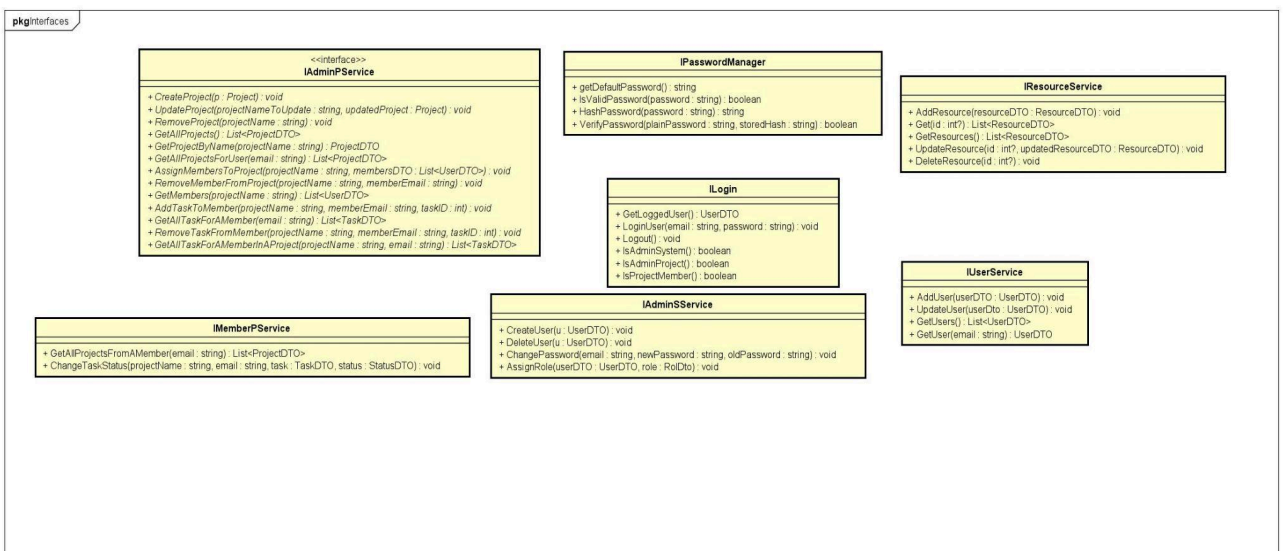 pkg Interfaces
<<interface>>
IAdminPService
+ CreateProject(p : Project) : void
+ UpdateProject(projectNameToUpdate : string, updatedProject : Project) : void
+ RemoveProject(projectName : string) : void
+ GetAllProjects() : List<ProjectDTO>
+ GetProjectByName(projectName : string) : ProjectDTO
+ GetAllProjectsForUser(email : string) : List<ProjectDTO>
+ AssignMembersToProject(projectName : string, membersDTO : List<UserDTO>) : void
+ RemoveMemberFromProject(projectName : string, memberEmail : string) : void
+ GetMembers(projectName : string) : List<UserDTO>
+ AddTaskToMember(projectName : string, memberEmail : string, taskID : int) : void
+ GetAllTaskForAMember(email : string) : List<TaskDTO>
+ RemoveTaskFromMember(projectName : string, memberEmail : string, taskID : int) : void
+ GetAllTaskForAMemberInAProject(projectName : string, email : string) : List<TaskDTO>
IPasswordManager
+ getDefaultPassword() : string
+ IsValidPassword(password : string) : boolean
+ HashPassword(password : string) : string
+ VerifyPassword(plainPassword : string, storedHash : string) : boolean
IResourceService
+ AddResource(resourceDTO : ResourceDTO) : void
+ Get(id : int?) : List<ResourceDTO>
+ GetResources() : List<ResourceDTO>
+ UpdateResource(id : int?, updatedResourceDTO : ResourceDTO) : void
+ DeleteResource(id : int?) : void
ILogin
+ GetLoggedUser() : UserDTO
+ LoginUser(email : string, password : string) : void
+ Logout() : void
+ IsAdminSystem() : boolean
+ IsAdminProject() : boolean
+ IsProjectMember() : boolean
IUserService
+ AddUser(userDTO : UserDTO) : void
+ UpdateUser(userDto : UserDTO) : void
+ GetUsers() : List<UserDTO>
+ GetUser(email : string) : UserDTO
IAdminSService
+ CreateUser(u : UserDTO) : void
+ DeleteUser(u : UserDTO) : void
+ ChangePassword(email : string, newPassword : string, oldPassword : string) : void
+ AssignRole(userDTO : UserDTO, role : RolDto) : void
IMemberPService
+ GetAllProjectsFromAMember(email : string) : List<ProjectDTO>
+ ChangeTaskStatus(projectName : string, email : string, task : TaskDTO, status : StatusDTO) : void